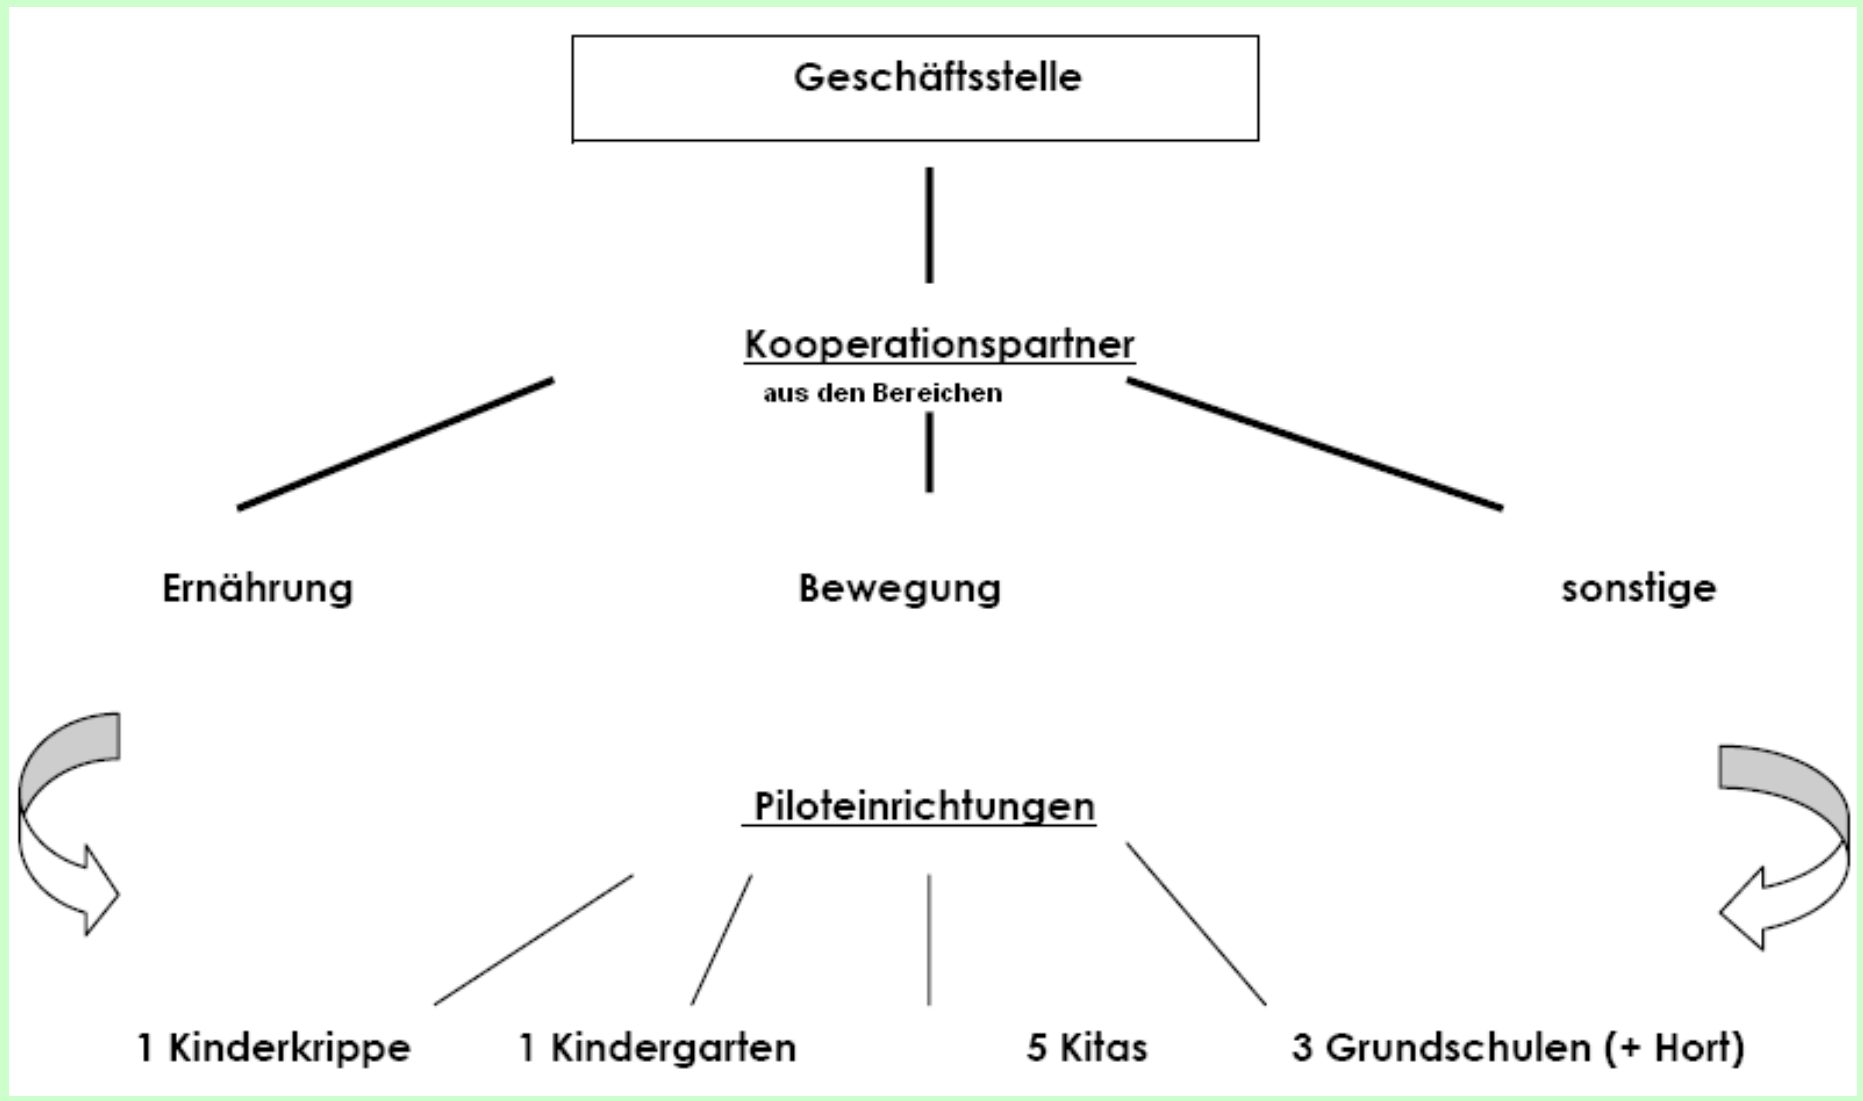 Geschäftsstelle
Kooperationspartner
aus den Bereichen
Ernährung Bewegung sonstige
Piloteinrichtungen
1 Kinderkrippe 1 Kindergarten 5 Kitas 3 Grundschulen (+ Hort)